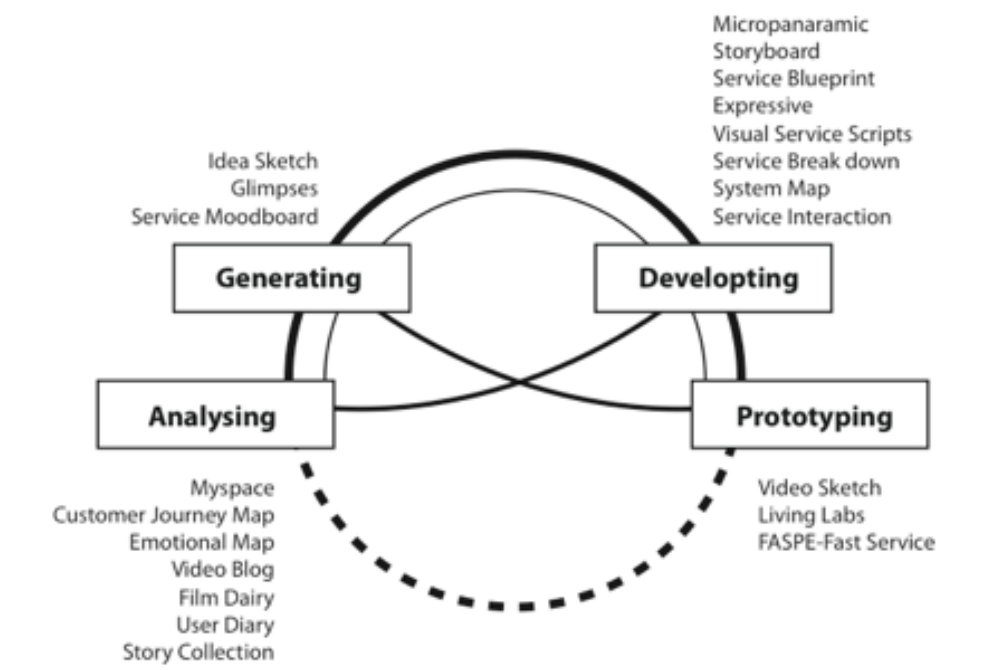 Micropanaramic
Storyboard
Service Blueprint
Expressive
Visual Service Scripts
Service Break down
System Map
Service Interaction
Idea Sketch
Glimpses
Service Moodboard
Generating
Developting
Analysing
Prototyping
Myspace
Customer Journey Map
Emotional Map
Video Blog
Film Dairy
User Diary
Story Collection
Video Sketch
Living Labs
FASPE-Fast Service